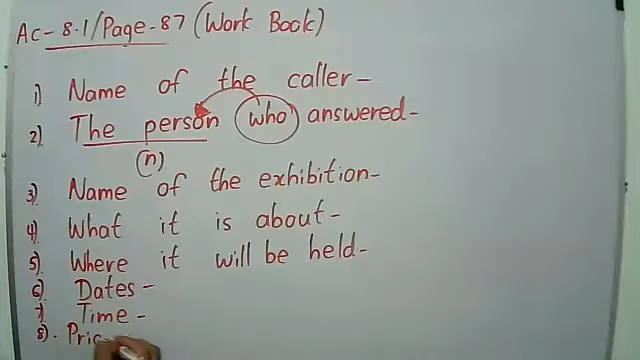 Ac-8.1/Page-87 (Work Book)
1) Name of the caller-
2) The person who answered-
(n)
3) Name of the exhibition-
4) What it is about-
5) Where it will be held-
6) Dates-
7) Time-
8). Pric